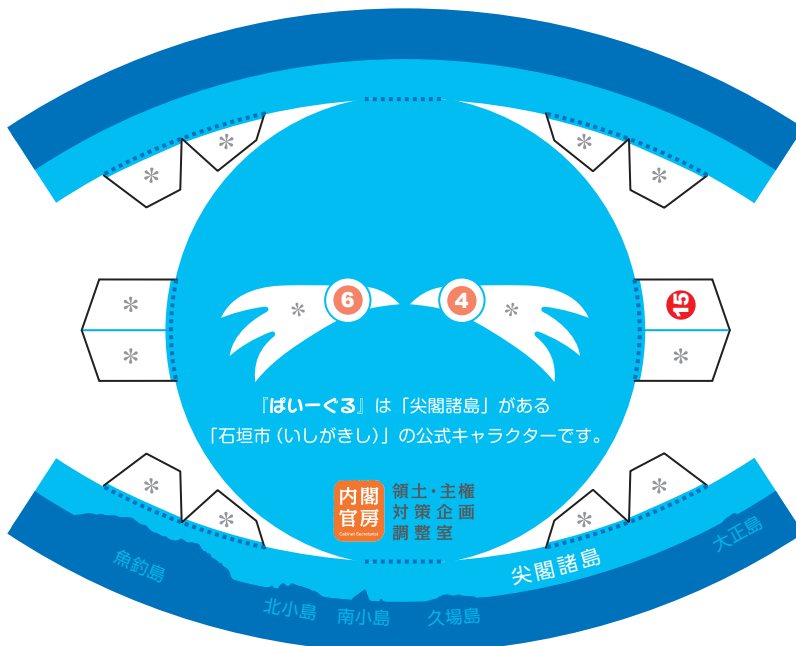 *
*
*
*
*
15
*
6
*
4
*
*
『ぱいーぐる』は「尖閣諸島」がある
「石垣市(いしがきし)」の公式キャラクターです。
内閣
官房
Cabinet Secretariat
領土・主権
対策企画
調整室
*
*
*
*
魚釣島
北小島
南小島
久場島
尖閣諸島
大正島